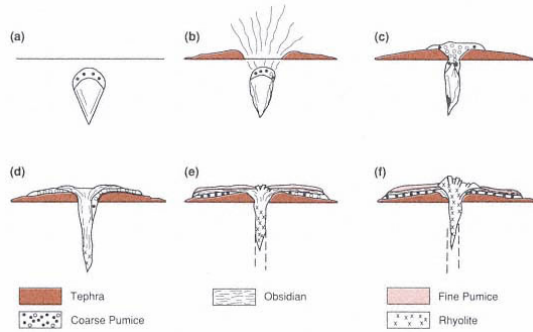 (a) (b) (c)
(d) (e) (f)
Tephra Obsidian Fine Pumice
Coarse Pumice Rhyolite